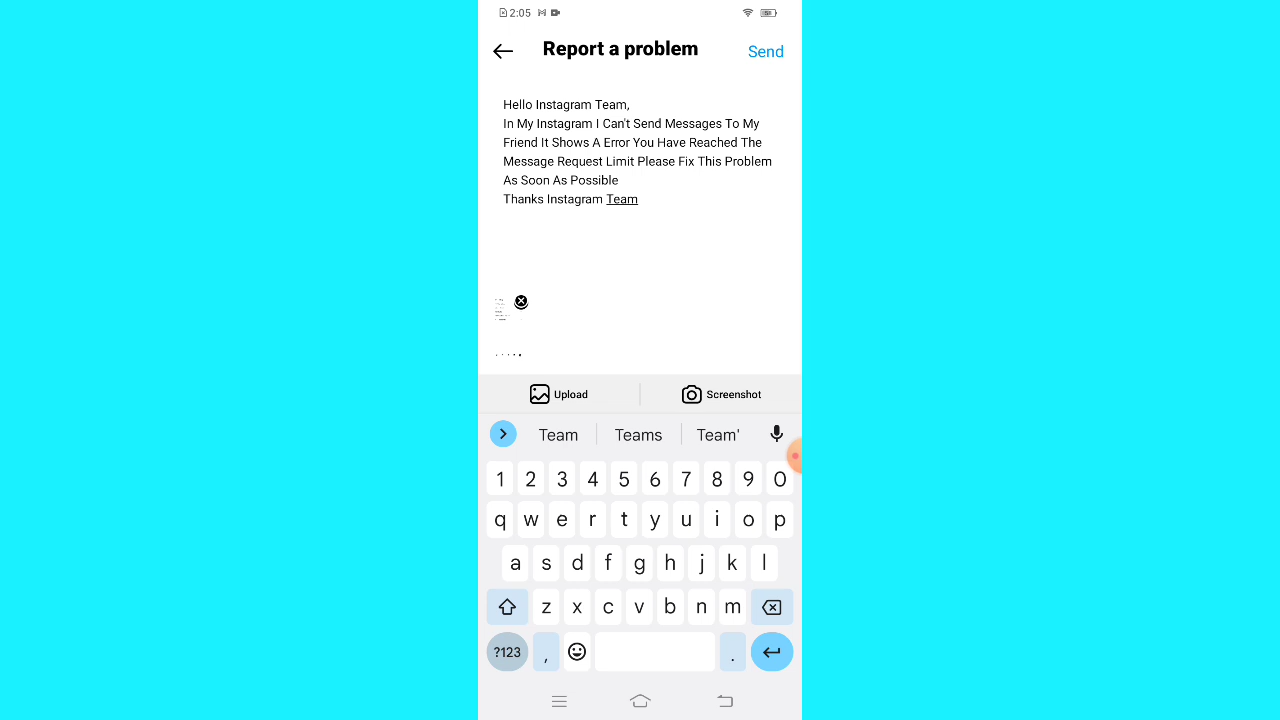 2:05
Report a problem
Send
Hello Instagram Team,
In My Instagram I Can't Send Messages To My
Friend It Shows A Error You Have Reached The
Message Request Limit Please Fix This Problem
As Soon As Possible
Thanks Instagram Team
Upload Screenshot
Team Teams Team'
1 2 3 4 5 6 7 8 9 0
q w e r t y u i o p
a s d f g h j k l
z x c v b n m
?123 , .